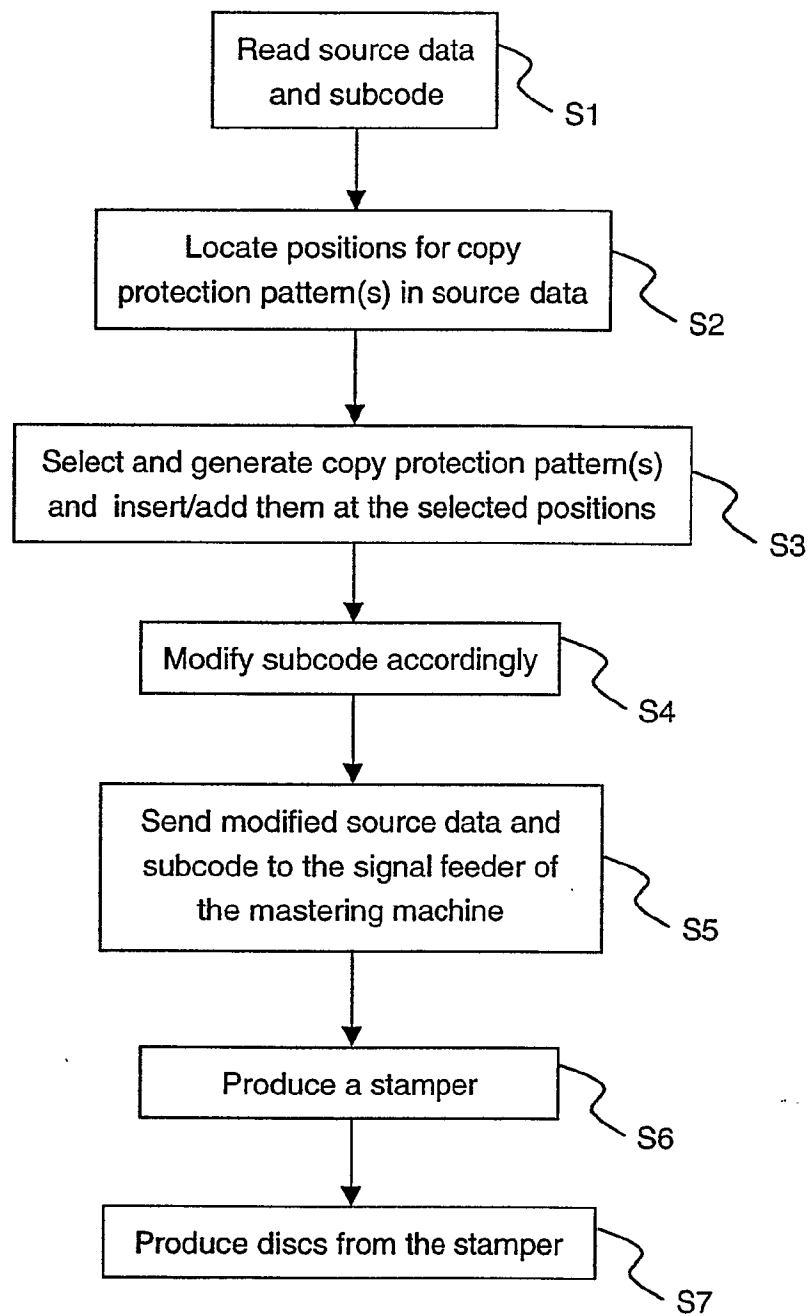 Read source data
and subcode
S1
Locate positions for copy
protection pattern(s) in source data
S2
Select and generate copy protection pattern(s)
and insert/add them at the selected positions
S3
Modify subcode accordingly
S4
Send modified source data and
subcode to the signal feeder of
the mastering machine
S5
Produce a stamper
S6
Produce discs from the stamper
S7